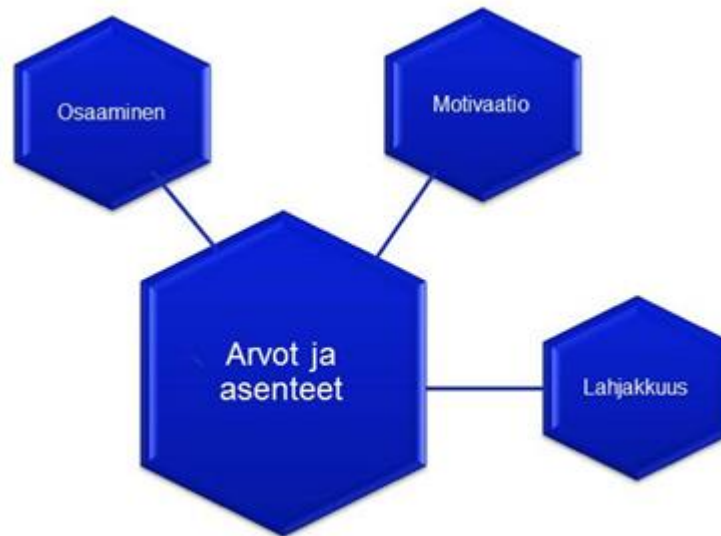 Osaaminen
Motivaatio
Arvot ja
asenteet
Lahjakkuus